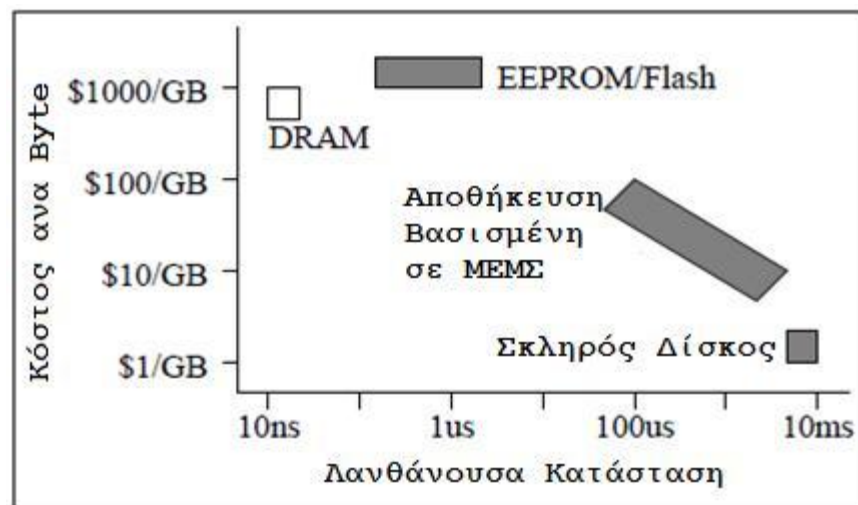 Κόστος ανα Byte
$1000/GB
EEPROM/Flash
DRAM
$100/GB
Αποθήκευση
Βασισμένη
σε ΜΕΜΣ
$10/GB
Σκληρός Δίσκος
$1/GB
10ns
1us
100us
10ms
Λανθάνουσα Κατάσταση